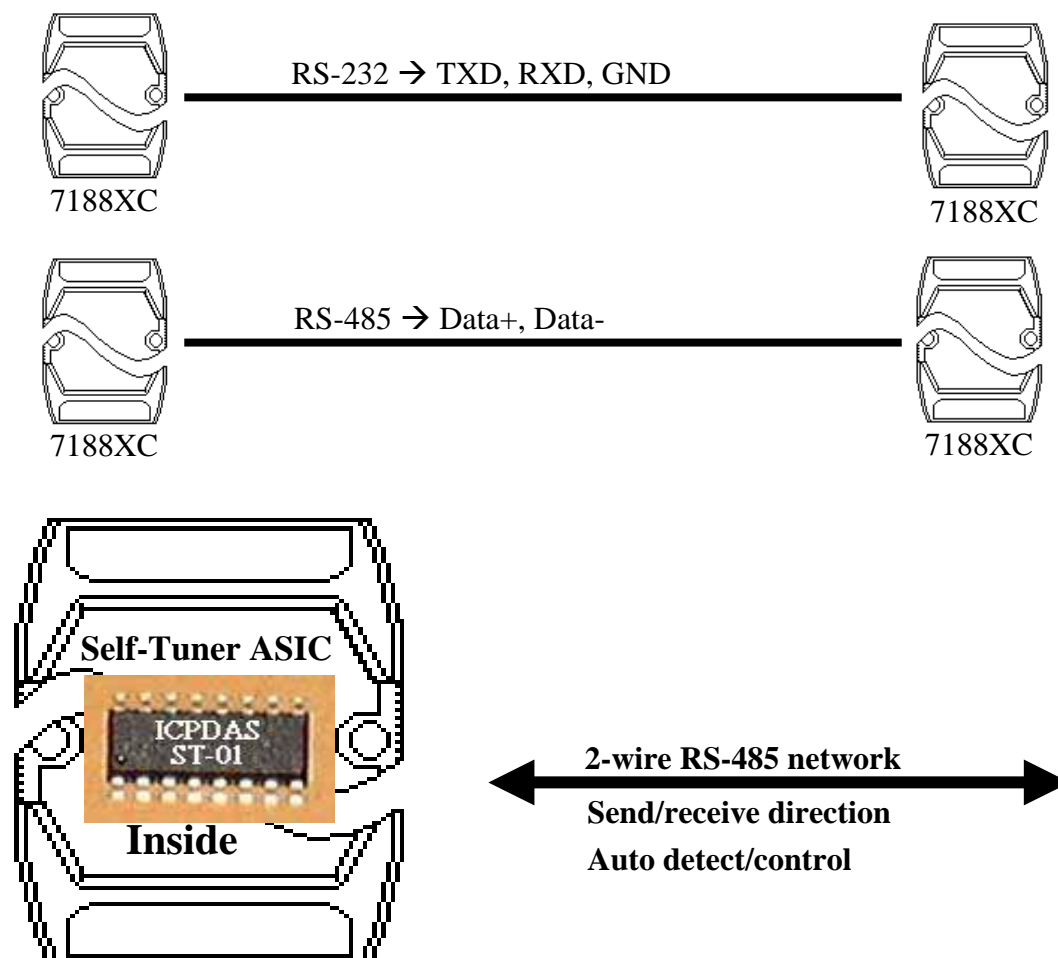 RS-232 → TXD, RXD, GND
7188XC
7188XC
RS-485 → Data+, Data-
7188XC
7188XC
Self-Tuner ASIC
ICPDAS
ST-01
Inside
2-wire RS-485 network
Send/receive direction
Auto detect/control